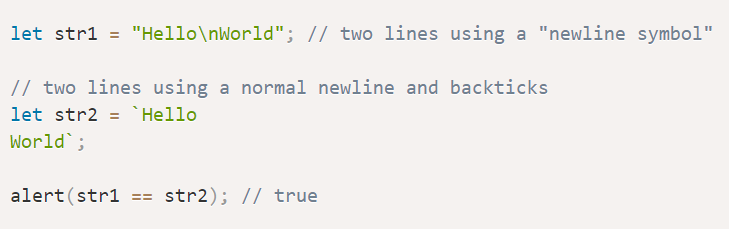 let str1 = "Hello\nWorld"; // two lines using a "newline symbol"
// two lines using a normal newline and backticks
let str2 = `Hello
World`;
alert(str1 == str2); // true